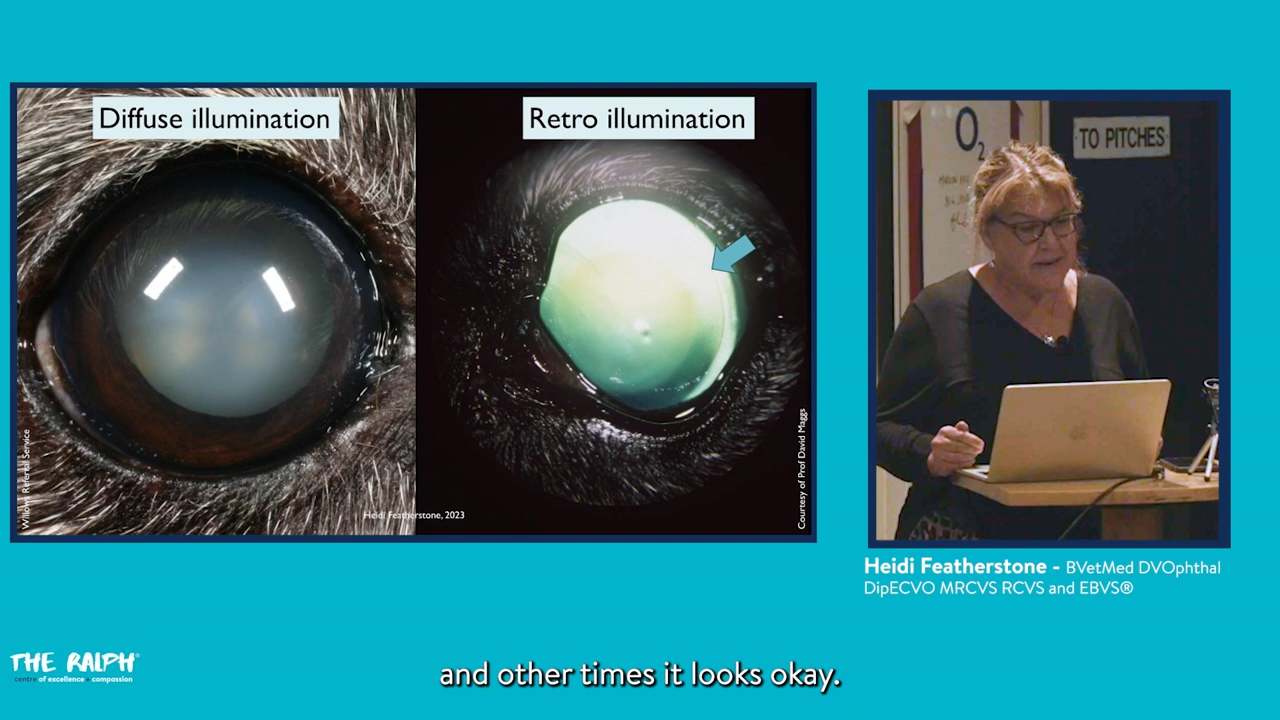 Diffuse illumination
Retro illumination
Willows Referral Service
Heidi Featherstone, 2023
Courtesy of Prof David Maggs
O2
TO PITCHES
Heidi Featherstone - BVetMed DVOphthal
DipECVO MRCVS RCVS and EBVS®
THE RALPH
centre of excellence + compassion
and other times it looks okay.